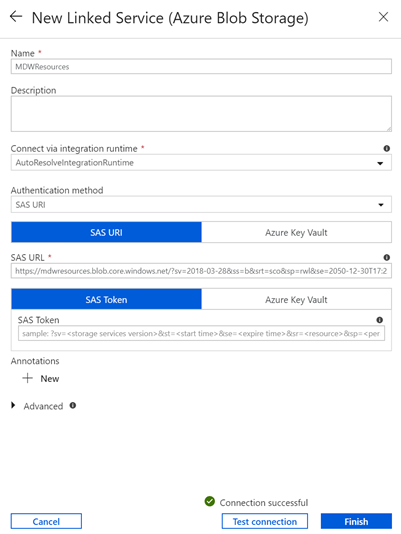 New Linked Service (Azure Blob Storage)
Name *
MDWResources
Description
Connect via integration runtime *
AutoResolveIntegrationRuntime
Authentication method
SAS URI
SAS URI Azure Key Vault
SAS URL *
https://mdwresources.blob.core.windows.net/?sv=2018-03-28&ss=b&srt=sco&sp=rwl&se=2050-12-30T17:2
SAS Token Azure Key Vault
SAS Token
sample: ?sv=<storage services version>&st=<start time>&se=<expire time>&sr=<resource>&sp=<per
Annotations
New
Advanced
Connection successful
Cancel Test connection Finish